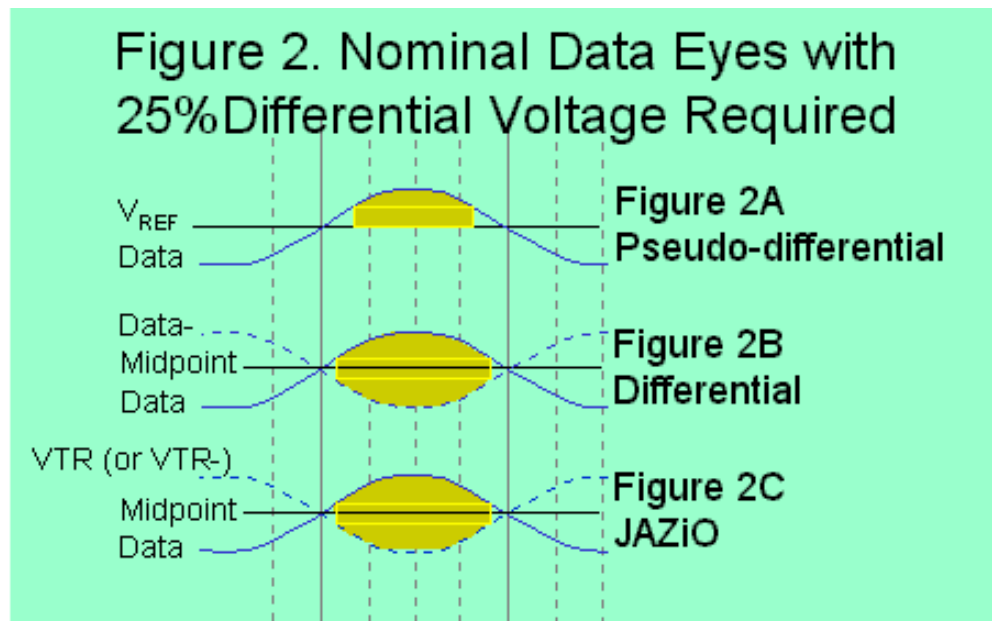 Figure 2. Nominal Data Eyes with
25%Differential Voltage Required
VREF
Data
Figure 2A
Pseudo-differential
Data-
Midpoint
Data
Figure 2B
Differential
VTR (or VTR-)
Midpoint
Data
Figure 2C
JAZiO